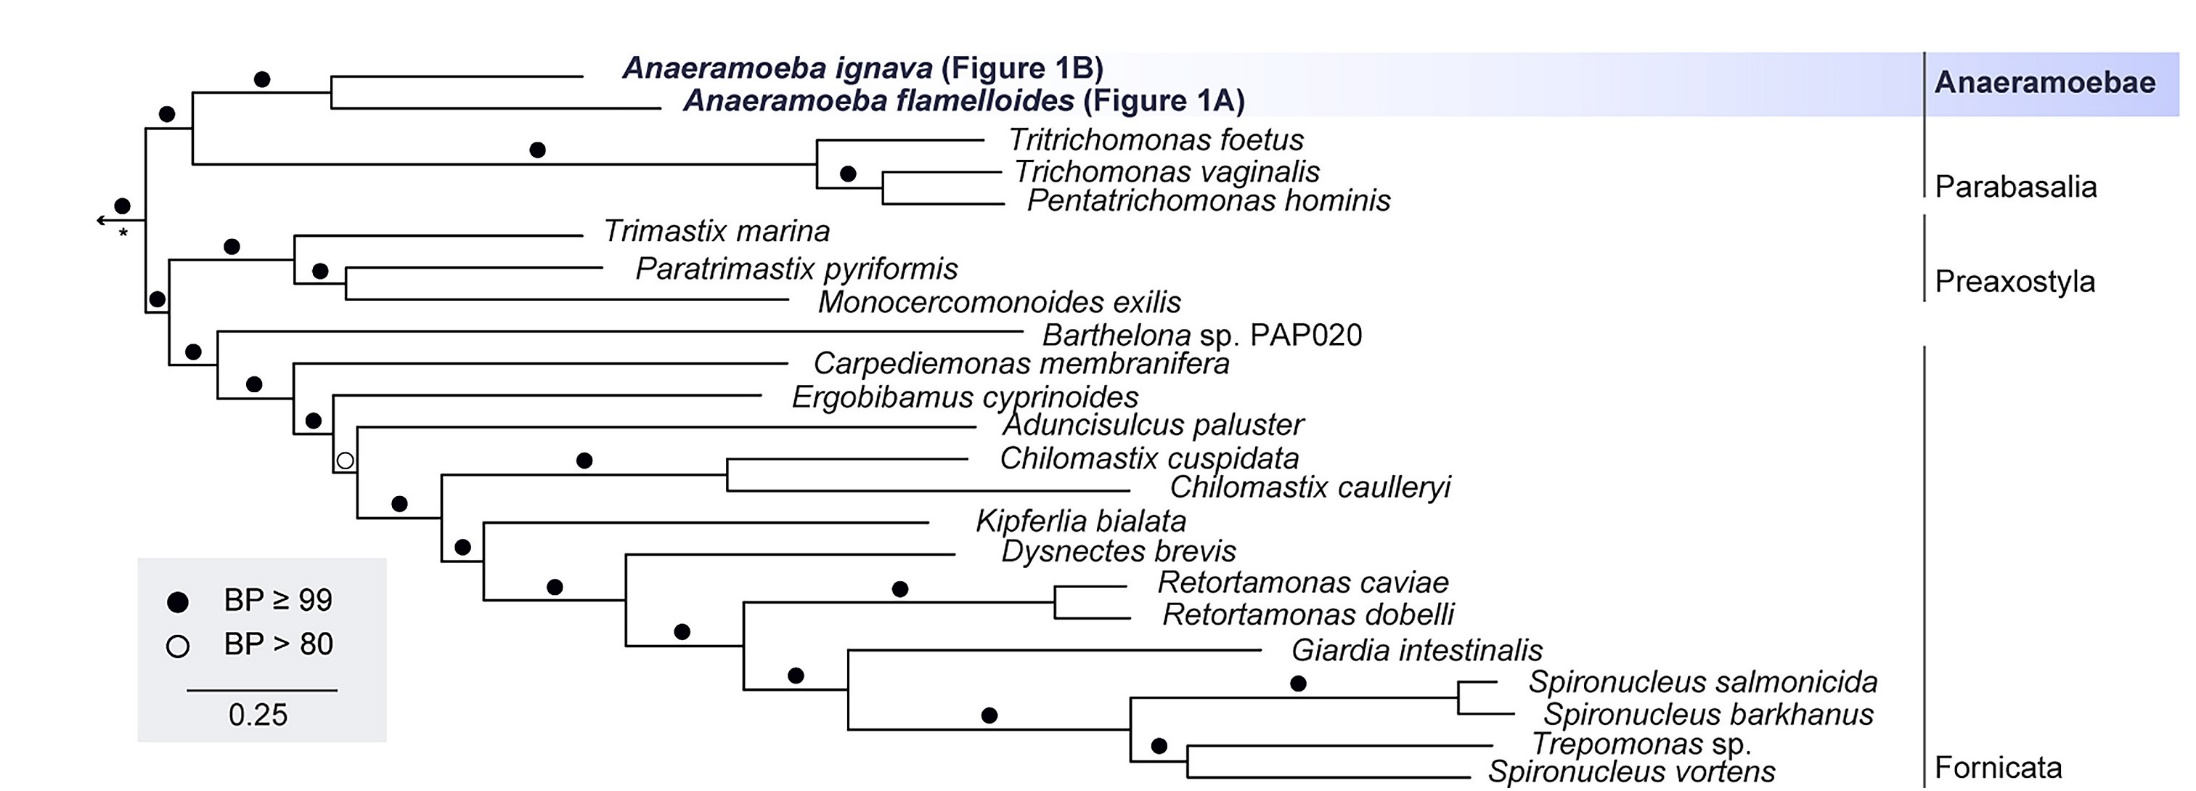 Anaeramoeba ignava (Figure 1B)
Anaeramoebae
Anaeramoeba flamelloides (Figure 1A)
Tritrichomonas foetus
Trichomonas vaginalis
Parabasalia
Pentatrichomonas hominis
*
Trimastix marina
Paratrimastix pyriformis
Preaxostyla
Monocercomonoides exilis
Barthelona sp. PAP020
Carpediemonas membranifera
Ergobibamus cyprinoides
Aduncisulcus paluster
Chilomastix cuspidata
Chilomastix caulleryi
Kipferlia bialata
Dysnectes brevis
Retortamonas caviae
Retortamonas dobelli
Giardia intestinalis
Spironucleus salmonicida
Spironucleus barkhanus
Trepomonas sp.
Spironucleus vortens
Fornicata
BP ≥ 99
BP > 80
0.25